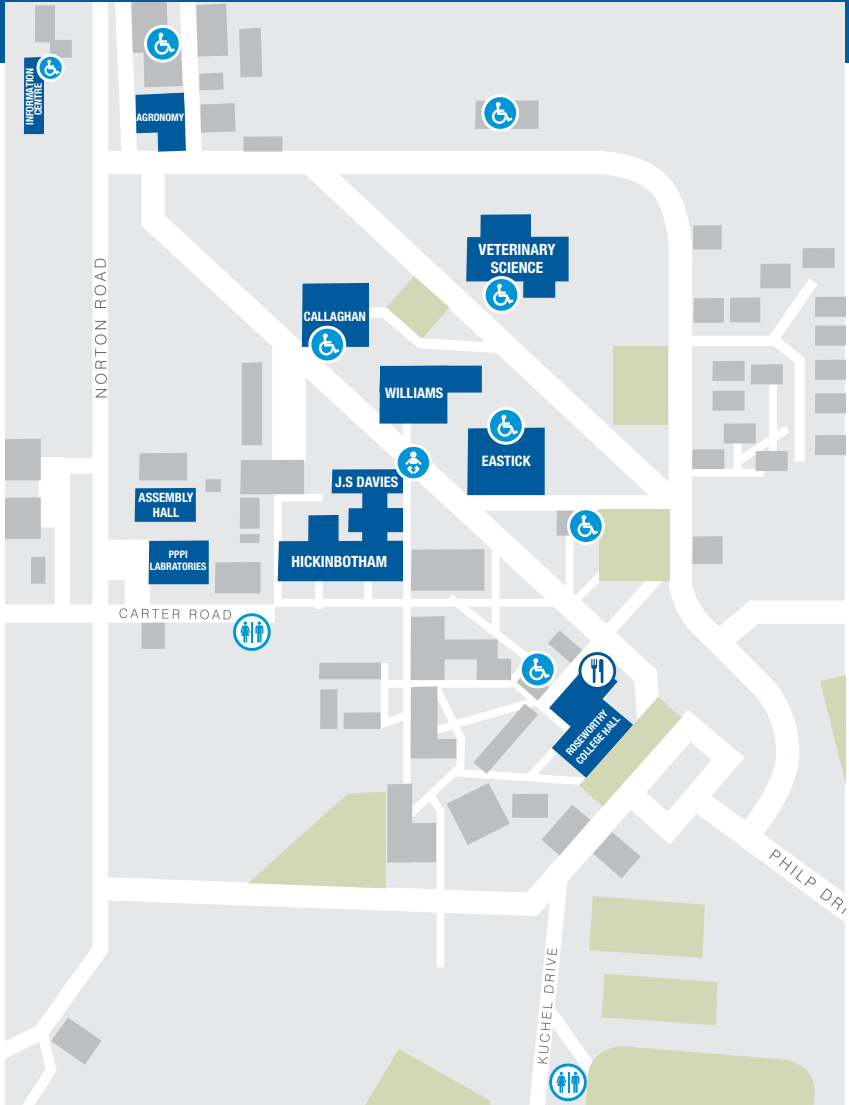 INFORMATION
CENTRE
AGRONOMY
VETERINARY
SCIENCE
NORTON ROAD
CALLAGHAN
WILLIAMS
EASTICK
J.S DAVIES
ASSEMBLY
HALL
PPPI
LABRATORIES
HICKINBOTHAM
CARTER ROAD
ROSEWORTHY
COLLEGE HALL
PHILP DRI
KUCHEL DRIVE